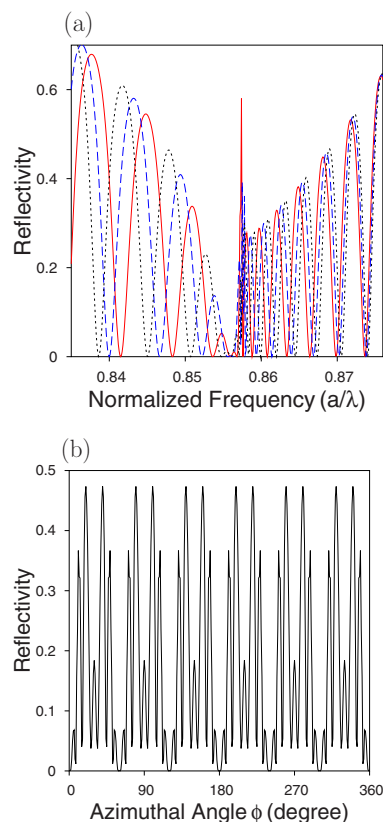 (a)
0.6
0.4
0.2
0
Reflectivity
0.84 0.85 0.86 0.87
Normalized Frequency (a/λ)
(b)
0.5
0.4
0.3
0.2
0.1
0
Reflectivity
0 90 180 270 360
Azimuthal Angle ϕ (degree)